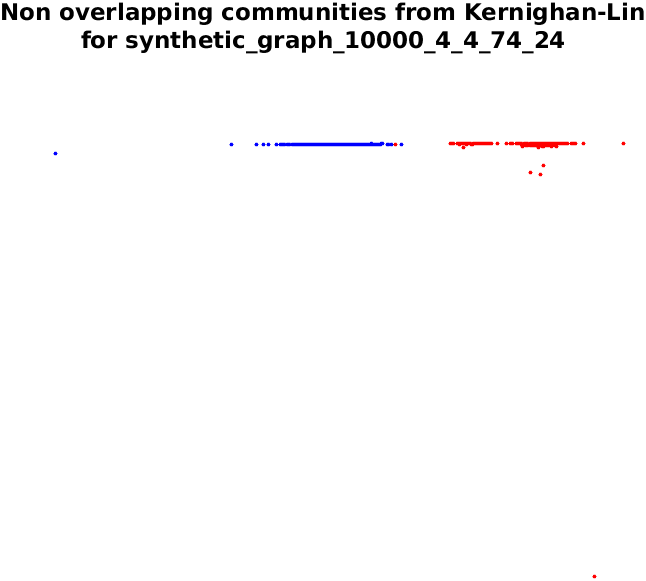 Non overlapping communities from Kernighan-Lin
for synthetic_graph_10000_4_4_74_24